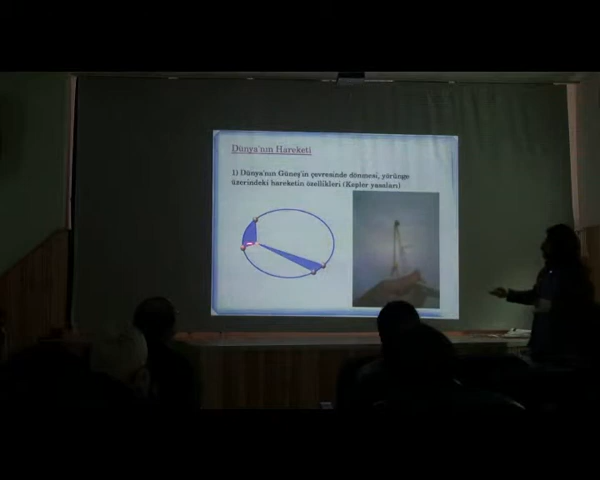 Dünya'nın Hareketi
1) Dünya'nın Güneş'in çevresinde dönmesi, yörünge
üzerindeki hareketin özellikleri (Kepler yasaları)